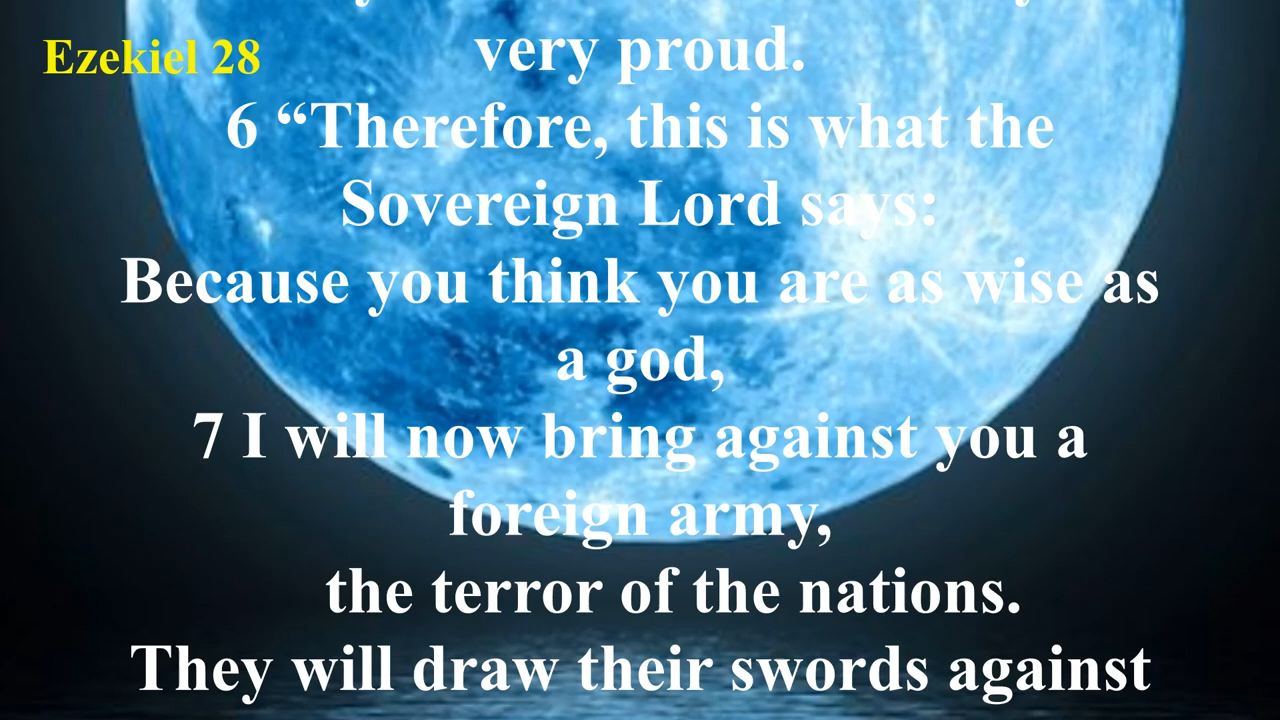 Ezekiel 28
very proud.
6 “Therefore, this is what the
Sovereign Lord says:
Because you think you are as wise as
a god,
7 I will now bring against you a
foreign army,
the terror of the nations.
They will draw their swords against